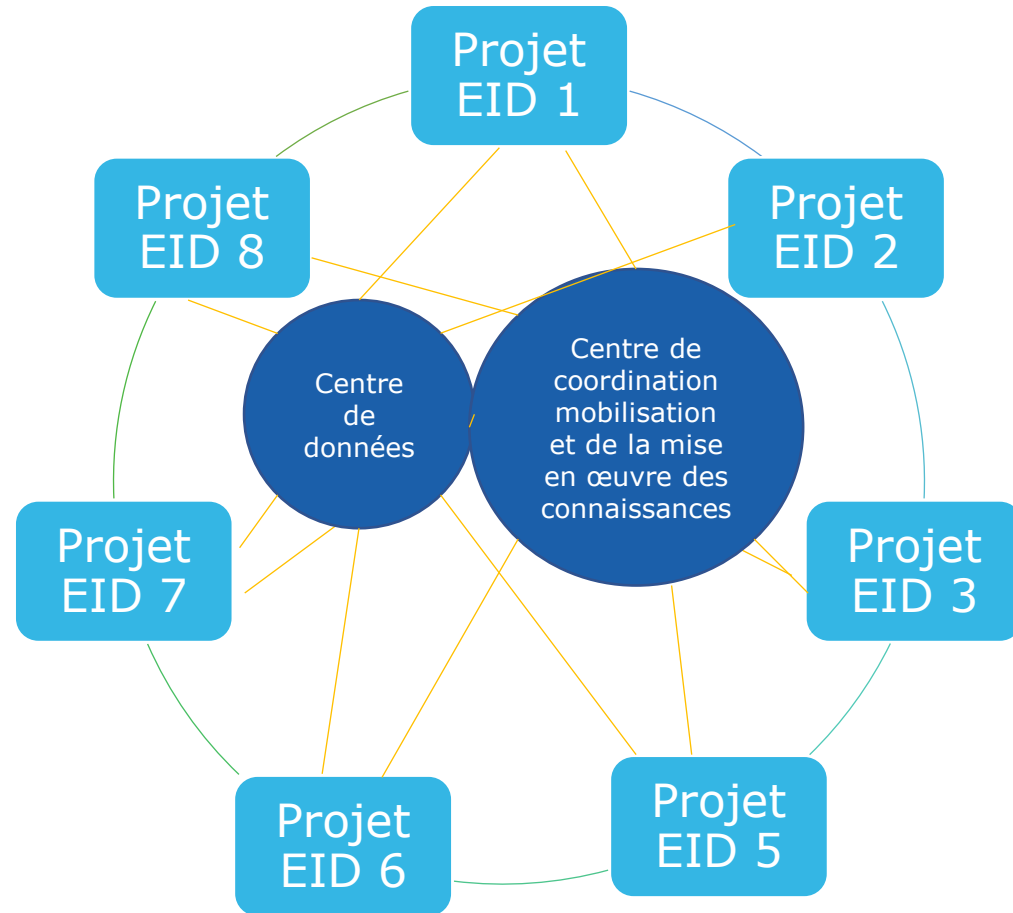 Projet
EID 1
Projet
EID 8
Projet
EID 2
Centre
de
données
Centre de
coordination
mobilisation
et de la mise
en œuvre des
connaissances
Projet
EID 7
Projet
EID 3
Projet
EID 6
Projet
EID 5